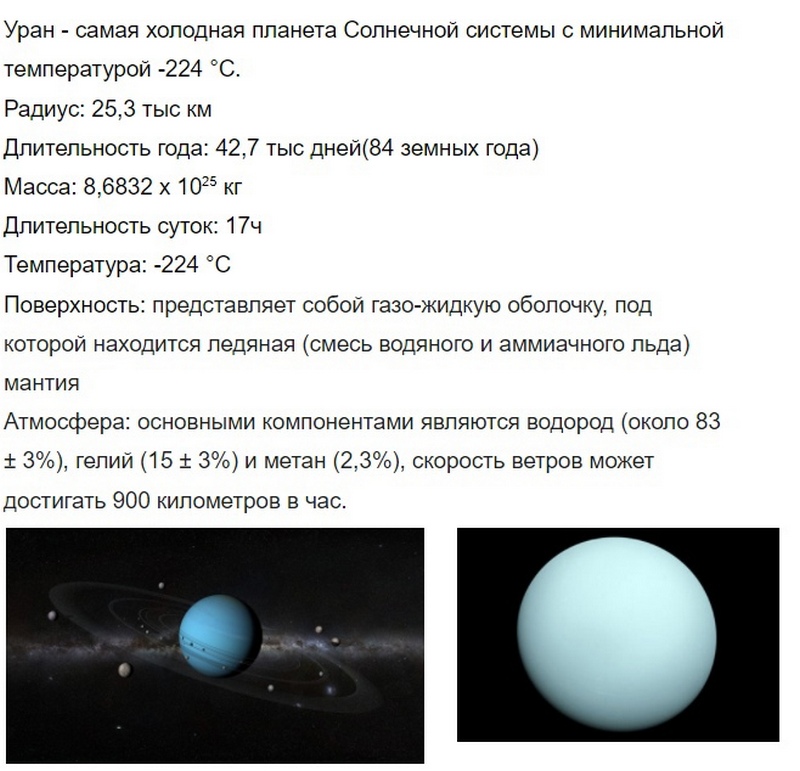 Уран - самая холодная планета Солнечной системы с минимальной
температурой -224 °C.
Радиус: 25,3 тыс км
Длительность года: 42,7 тыс дней(84 земных года)
Масса: 8,6832 х 10²⁵ кг
Длительность суток: 17ч
Температура: -224 °C
Поверхность: представляет собой газо-жидкую оболочку, под
которой находится ледяная (смесь водяного и аммиачного льда)
мантия
Атмосфера: основными компонентами являются водород (около 83
± 3%), гелий (15 ± 3%) и метан (2,3%), скорость ветров может
достигать 900 километров в час.